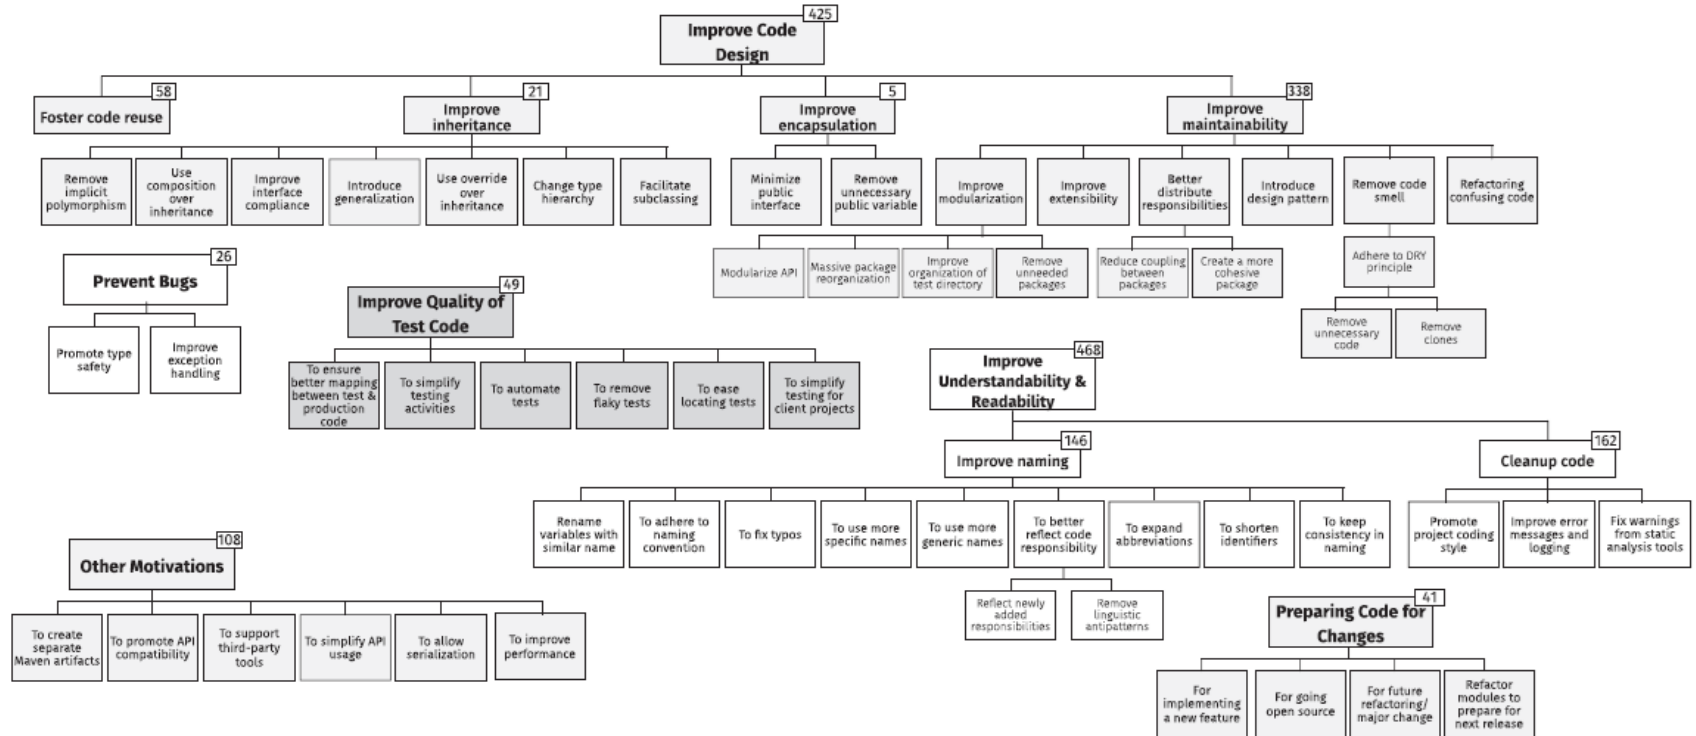 425
Improve Code
Design
58
Foster code reuse
21
Improve
inheritance
5
Improve
encapsulation
338
Improve
maintainability
Remove
implicit
polymorphism
Use
composition
over
inheritance
Improve
interface
compliance
Introduce
generalization
Use override
over
inheritance
Change type
hierarchy
Facilitate
subclassing
Minimize
public
interface
Remove
unnecessary
public variable
Improve
modularization
Improve
extensibility
Better
distribute
responsibilities
Introduce
design pattern
Remove code
smell
Refactoring
confusing code
Modularize API
Massive package
reorganization
Improve
organization of
test directory
Remove
unneeded
packages
Reduce coupling
between
packages
Create a more
cohesive
package
Adhere to DRY
principle
Remove
unnecessary
code
Remove
clones
26
Prevent Bugs
Promote type
safety
Improve
exception
handling
49
Improve Quality of
Test Code
To ensure
better mapping
between test &
production
code
To simplify
testing
activities
To automate
tests
To remove
flaky tests
To ease
locating tests
To simplify
testing for
client projects
468
Improve
Understandability &
Readability
146
Improve naming
162
Cleanup code
Rename
variables with
similar name
To adhere to
naming
convention
To fix typos
To use more
specific names
To use more
generic names
To better
reflect code
responsibility
To expand
abbreviations
To shorten
identifiers
To keep
consistency in
naming
Promote
project coding
style
Improve error
messages and
logging
Fix warnings
from static
analysis tools
Reflect newly
added
responsibilities
Remove
linguistic
antipatterns
108
Other Motivations
To create
separate
Maven artifacts
To promote API
compatibility
To support
third-party
tools
To simplify API
usage
To allow
serialization
To improve
performance
41
Preparing Code for
Changes
For
implementing
a new feature
For going
open source
For future
refactoring/
major change
Refactor
modules to
prepare for
next release